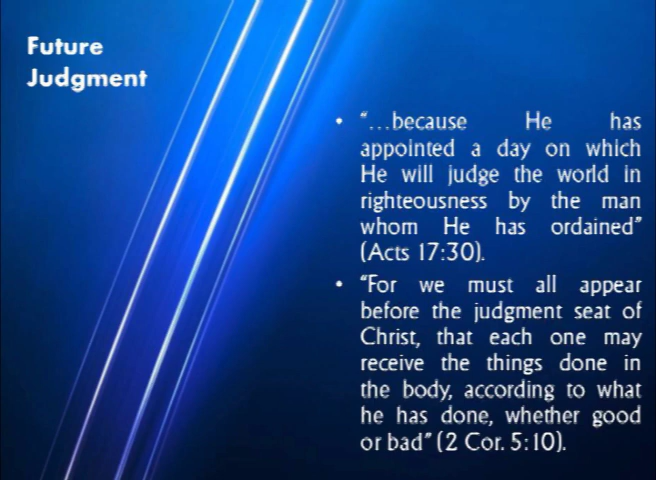 Future
Judgment
• “...because He has
appointed a day on which
He will judge the world in
righteousness by the man
whom He has ordained”
(Acts 17:30).
• “For we must all appear
before the judgment seat of
Christ, that each one may
receive the things done in
the body, according to what
he has done, whether good
or bad” (2 Cor. 5:10).